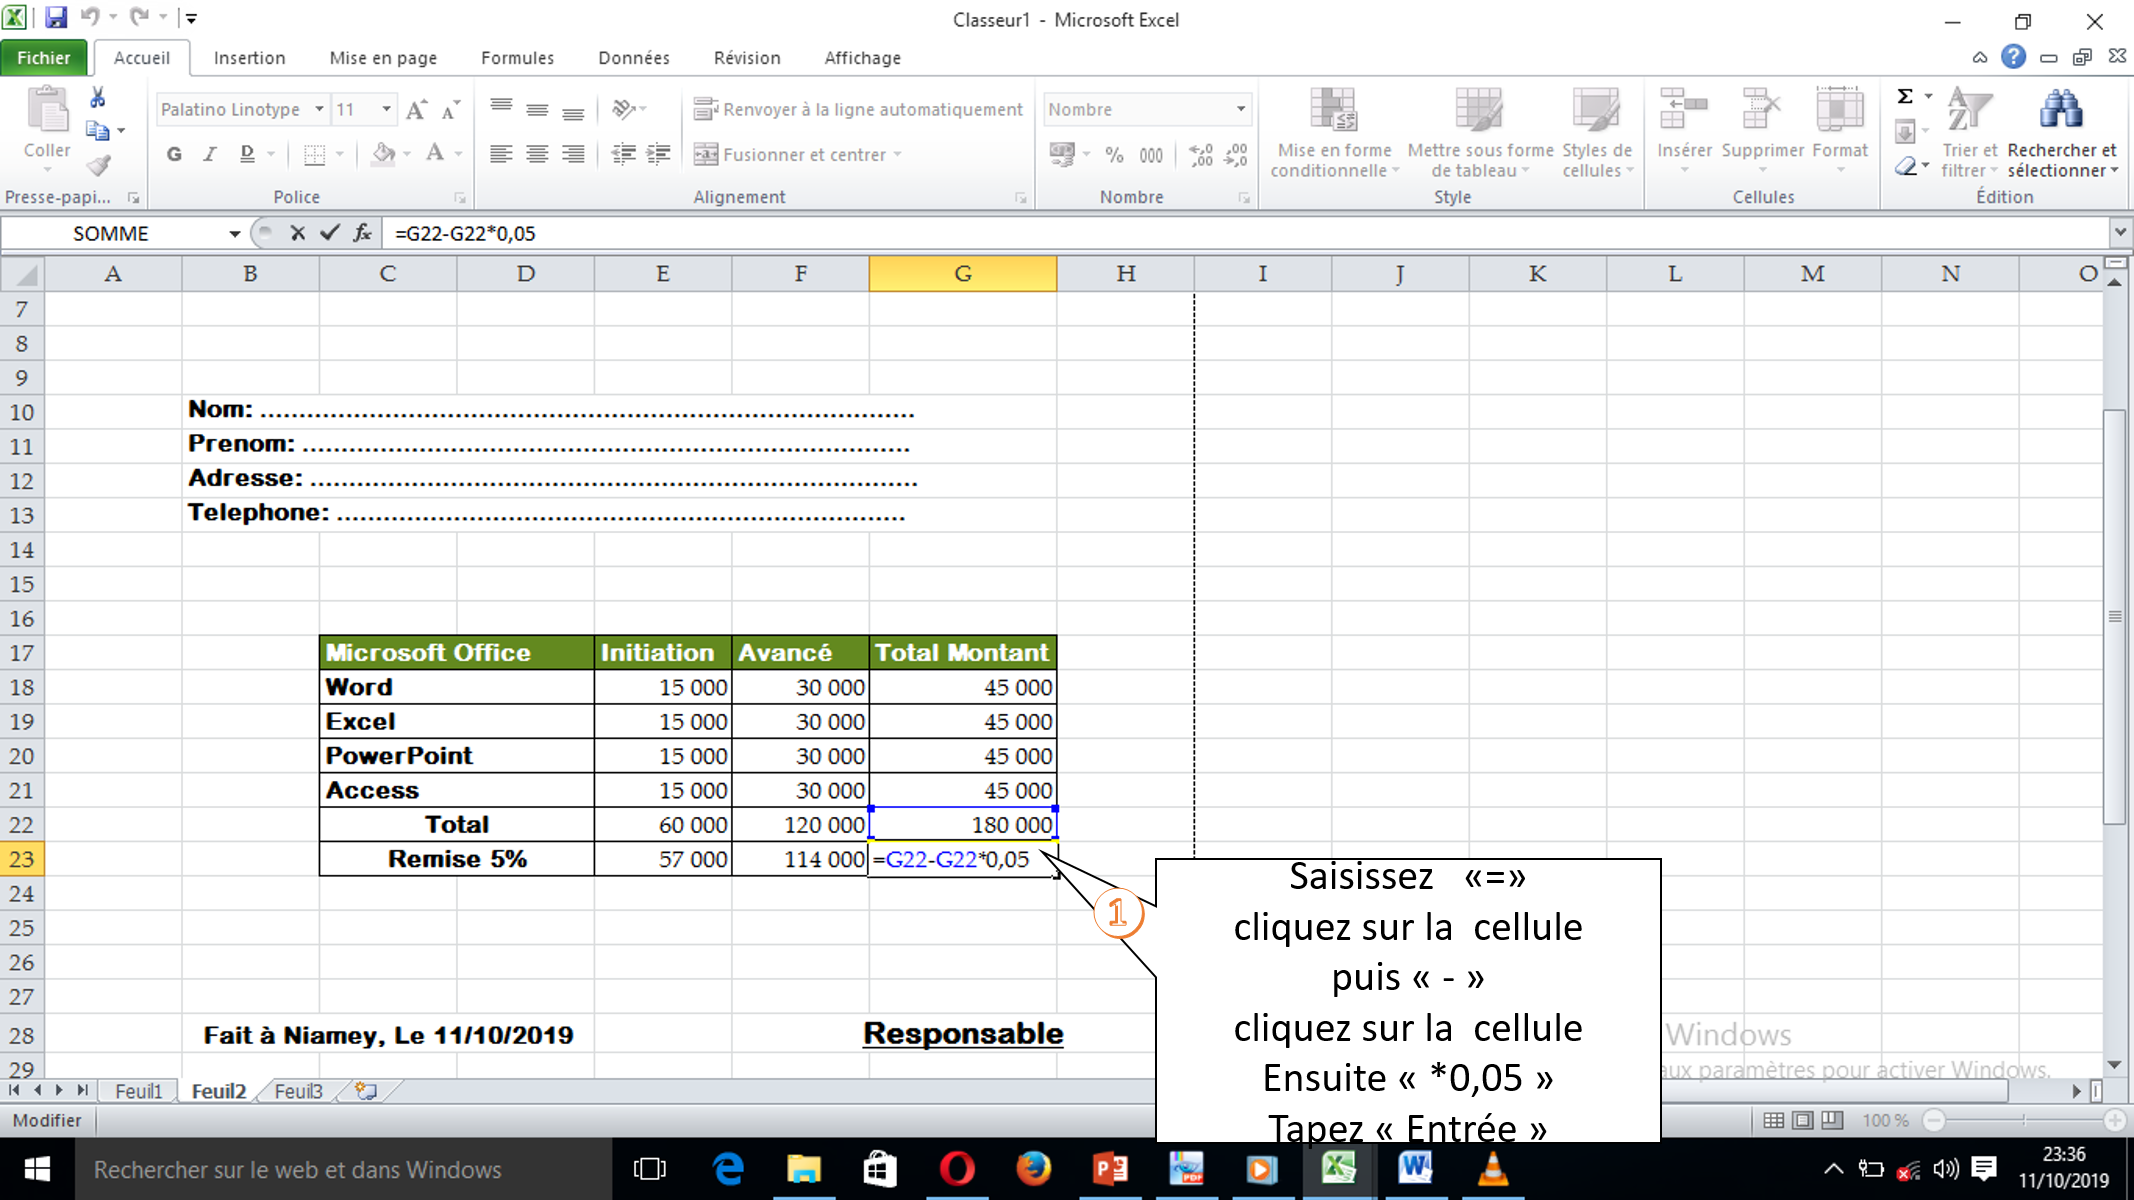 Classeur1 - Microsoft Excel
Fichier Accueil Insertion Mise en page Formules Données Révision Affichage
Palatino Linotype 11 Renvoyer à la ligne automatiquement Nombre
Coller G I D A Fusionner et centrer % 000 Mise en forme conditionnelle Mettre sous forme de tableau Styles de cellules Insérer Supprimer Format Σ Trier et filtrer Rechercher et sélectionner
Presse-papi... Police Alignement Nombre Style Cellules Édition
SOMME fx =G22-G22*0,05
A B C D E F G H I J K L M N O
7
8
9
10 Nom: ....................................................................................
11 Prenom: ..............................................................................
12 Adresse: ..............................................................................
13 Telephone: .........................................................................
14
15
16
17 Microsoft Office Initiation Avancé Total Montant
18 Word 15 000 30 000 45 000
19 Excel 15 000 30 000 45 000
20 PowerPoint 15 000 30 000 45 000
21 Access 15 000 30 000 45 000
22 Total 60 000 120 000 180 000
23 Remise 5% 57 000 114 000 =G22-G22*0,05
24
25
26
27
28 Fait à Niamey, Le 11/10/2019 Responsable
29
1
Saisissez «=»
cliquez sur la cellule
puis « - »
cliquez sur la cellule
Ensuite « *0,05 »
Tapez « Entrée »
Windows
aux paramètres pour activer Windows.
Feuil1 Feuil2 Feuil3
Modifier 100 %
Rechercher sur le web et dans Windows
23:36
11/10/2019